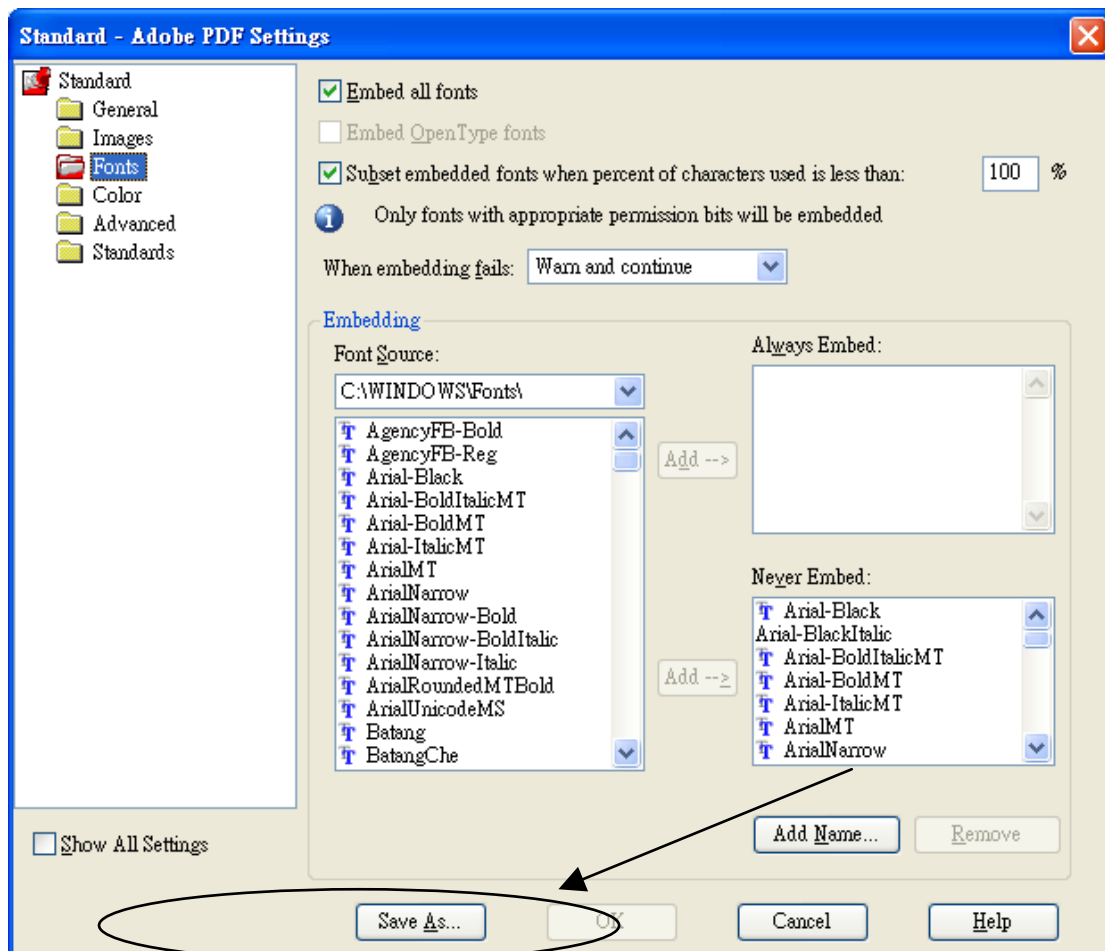 Standard - Adobe PDF Settings
Standard
General
Images
Fonts
Color
Advanced
Standards
Show All Settings
Embed all fonts
Embed OpenType fonts
Subset embedded fonts when percent of characters used is less than: 100 %
Only fonts with appropriate permission bits will be embedded
When embedding fails: Warn and continue
Embedding
Font Source:
C:\WINDOWS\Fonts\
AgencyFB-Bold
AgencyFB-Reg
Arial-Black
Arial-BoldItalicMT
Arial-BoldMT
Arial-ItalicMT
ArialMT
ArialNarrow
ArialNarrow-Bold
ArialNarrow-BoldItalic
ArialNarrow-Italic
ArialRoundedMTBold
ArialUnicodeMS
Batang
BatangChe
Add -->
Add -->
Always Embed:
Never Embed:
Arial-Black
Arial-BlackItalic
Arial-BoldItalicMT
Arial-BoldMT
Arial-ItalicMT
ArialMT
ArialNarrow
Add Name... Remove
Save As... OK Cancel Help